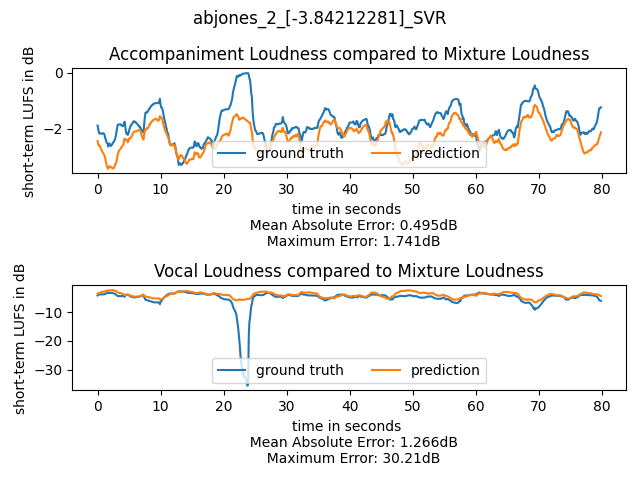 abjones_2_[-3.84212281]_SVR
Accompaniment Loudness compared to Mixture Loudness
short-term LUFS in dB
0
−2
ground truth
prediction
0 10 20 30 40 50 60 70 80
time in seconds
Mean Absolute Error: 0.495dB
Maximum Error: 1.741dB
Vocal Loudness compared to Mixture Loudness
short-term LUFS in dB
−10
−20
−30
ground truth
prediction
0 10 20 30 40 50 60 70 80
time in seconds
Mean Absolute Error: 1.266dB
Maximum Error: 30.21dB